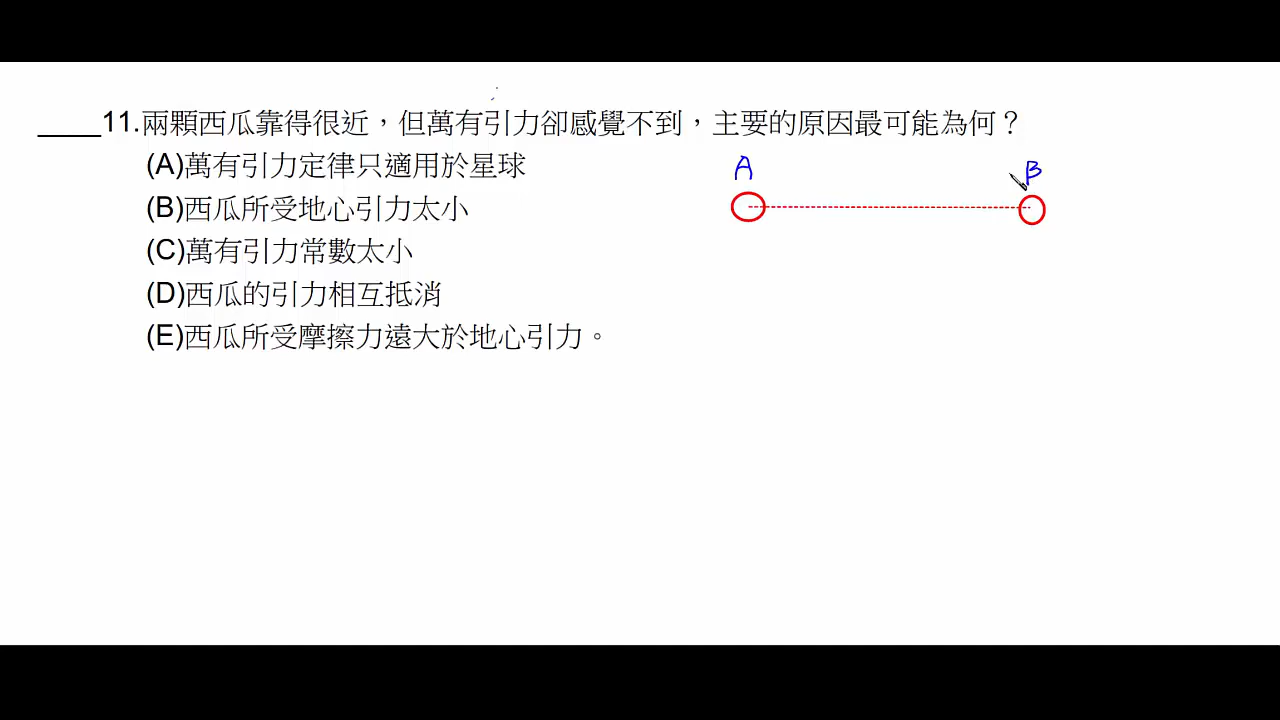 ____11.兩顆西瓜靠得很近，但萬有引力卻感覺不到，主要的原因最可能為何？
(A)萬有引力定律只適用於星球
(B)西瓜所受地心引力太小
(C)萬有引力常數太小
(D)西瓜的引力相互抵消
(E)西瓜所受摩擦力遠大於地心引力。
A
B